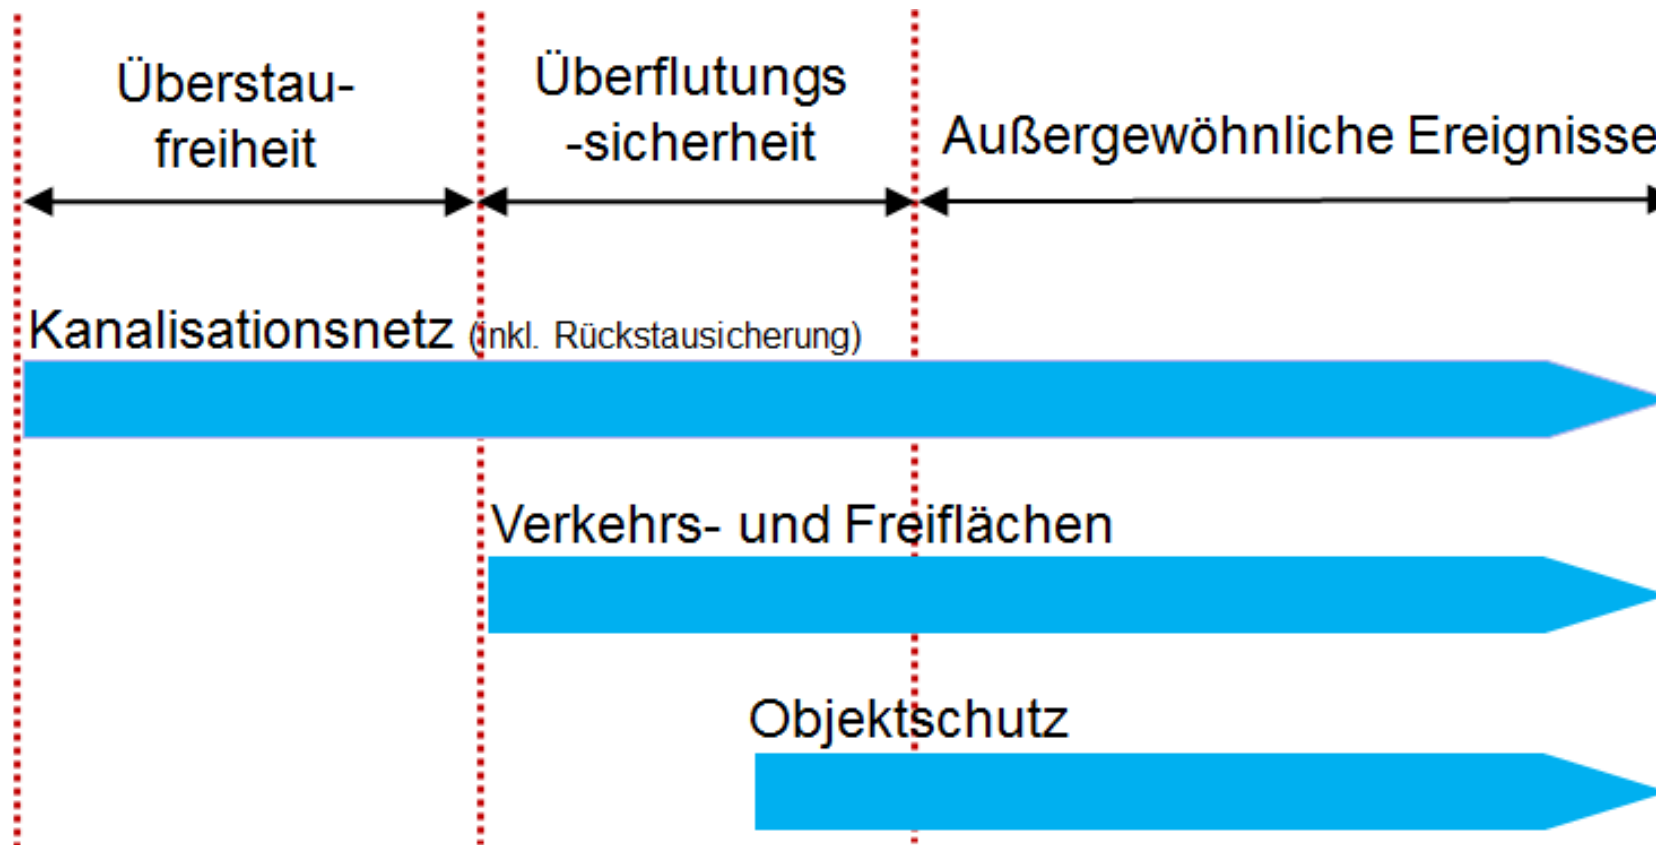 Überstau-
freiheit
Überflutungs
-sicherheit
Außergewöhnliche Ereignisse
Kanalisationsnetz (inkl. Rückstausicherung)
Verkehrs- und Freiflächen
Objektschutz